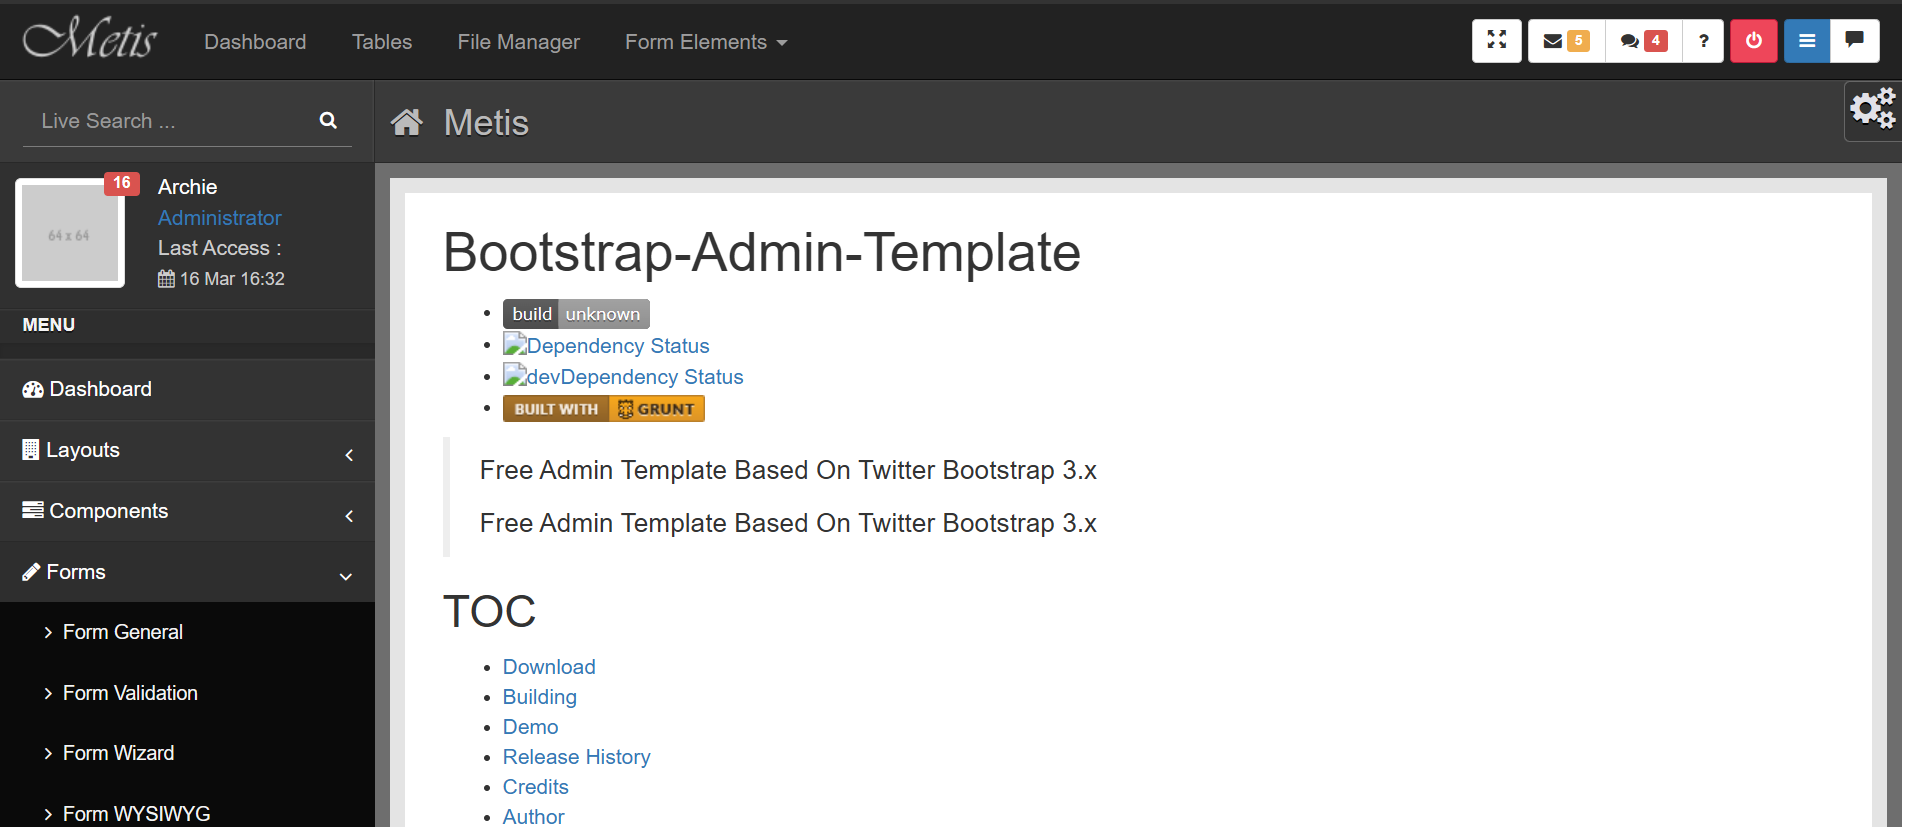 Metis
Dashboard
Tables
File Manager
Form Elements
5
4
?
Live Search ...
Metis
64 x 64
16
Archie
Administrator
Last Access :
16 Mar 16:32
MENU
Dashboard
Layouts
Components
Forms
Form General
Form Validation
Form Wizard
Form WYSIWYG
Bootstrap-Admin-Template
build unknown
Dependency Status
devDependency Status
BUILT WITH GRUNT
Free Admin Template Based On Twitter Bootstrap 3.x
Free Admin Template Based On Twitter Bootstrap 3.x
TOC
Download
Building
Demo
Release History
Credits
Author